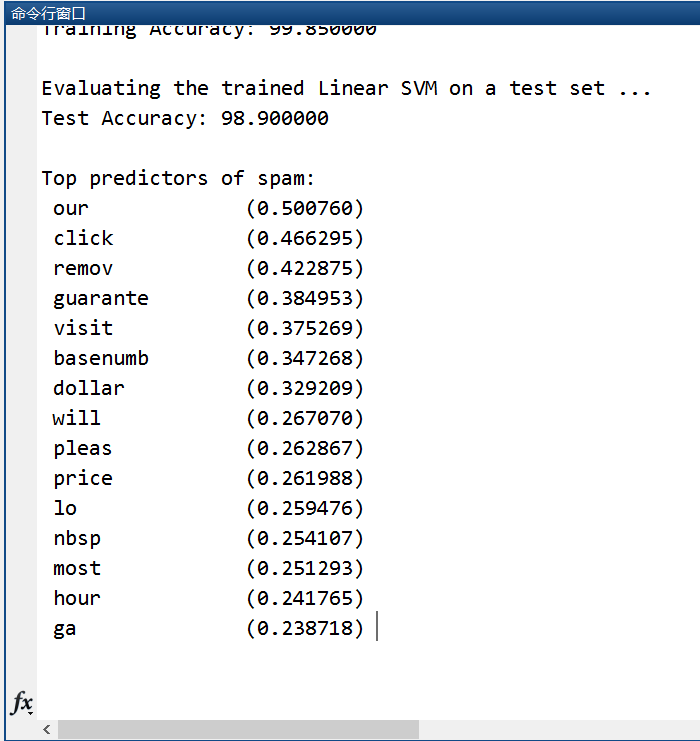 命令行窗口
Training Accuracy: 99.850000
Evaluating the trained Linear SVM on a test set ...
Test Accuracy: 98.900000
Top predictors of spam:
our (0.500760)
click (0.466295)
remov (0.422875)
guarante (0.384953)
visit (0.375269)
basenumb (0.347268)
dollar (0.329209)
will (0.267070)
pleas (0.262867)
price (0.261988)
lo (0.259476)
nbsp (0.254107)
most (0.251293)
hour (0.241765)
ga (0.238718)
fx